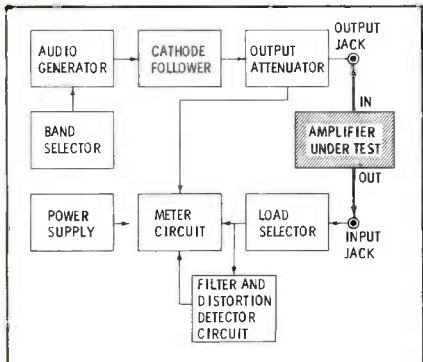 AUDIO
GENERATOR
CATHODE
FOLLOWER
OUTPUT
ATTENUATOR
OUTPUT
JACK
IN
BAND
SELECTOR
AMPLIFIER
UNDER TEST
OUT
POWER
SUPPLY
METER
CIRCUIT
LOAD
SELECTOR
INPUT
JACK
FILTER AND
DISTORTION
DETECTOR
CIRCUIT